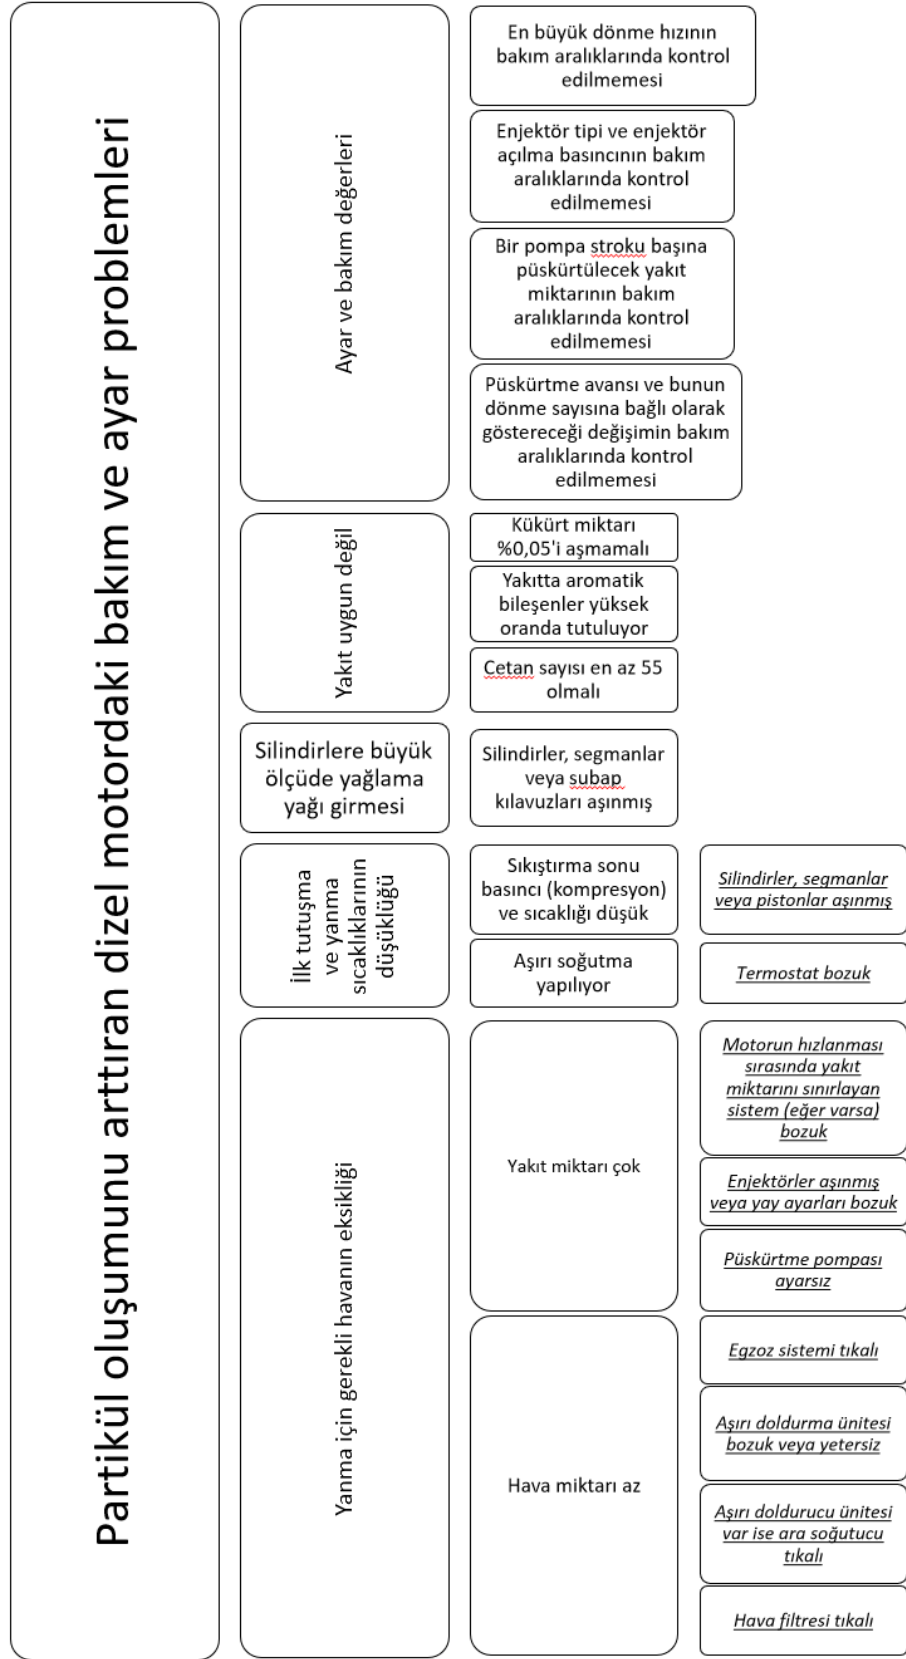 Partikül oluşumunu arttıran dizel motordaki bakım ve ayar problemleri
Ayar ve bakım değerleri
En büyük dönme hızının
bakım aralıklarında kontrol
edilmemesi
Enjektör tipi ve enjektör
açılma basıncının bakım
aralıklarında kontrol
edilmemesi
Bir pompa stroku başına
püskürtülecek yakıt
miktarının bakım
aralıklarında kontrol
edilmemesi
Püskürtme avansı ve bunun
dönme sayısına bağlı olarak
göstereceği değişimin bakım
aralıklarında kontrol
edilmemesi
Yakıt uygun değil
Kükürt miktarı
%0,05'i aşmamalı
Yakıtta aromatik
bileşenler yüksek
oranda tutuluyor
Cetan sayısı en az 55
olmalı
Silindirlere büyük
ölçüde yağlama
yağı girmesi
Silindirler, segmanlar
veya subap
kılavuzları aşınmış
İlk tutuşma
ve yanma
sıcaklıklarının
düşüklüğü
Sıkıştırma sonu
basıncı (kompresyon)
ve sıcaklığı düşük
Silindirler, segmanlar
veya pistonlar aşınmış
Aşırı soğutma
yapılıyor
Termostat bozuk
Yanma için gerekli havanın eksikliği
Yakıt miktarı çok
Motorun hızlanması
sırasında yakıt
miktarını sınırlayan
sistem (eğer varsa)
bozuk
Enjektörler aşınmış
veya yay ayarları bozuk
Püskürtme pompası
ayarsız
Hava miktarı az
Egzoz sistemi tıkalı
Aşırı doldurma ünitesi
bozuk veya yetersiz
Aşırı doldurucu ünitesi
var ise ara soğutucu
tıkalı
Hava filtresi tıkalı